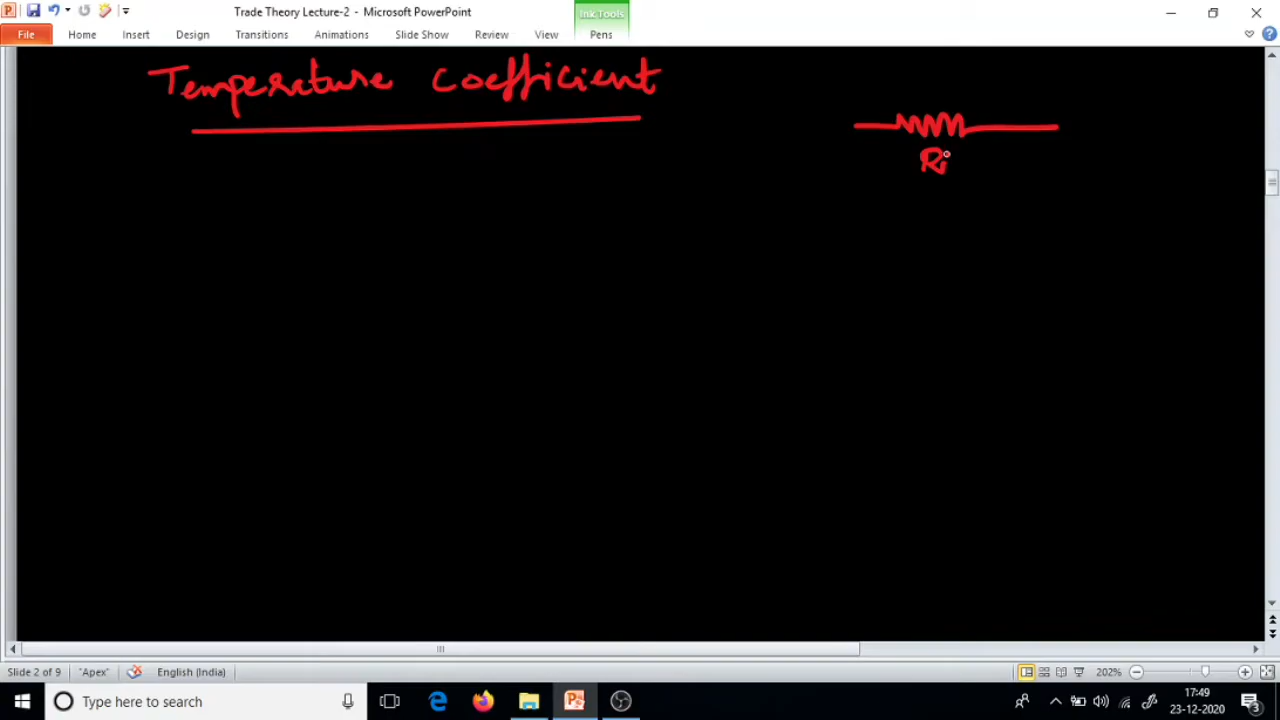 Trade Theory Lecture-2 - Microsoft PowerPoint
Ink Tools
File Home Insert Design Transitions Animations Slide Show Review View Pens
Temperature Coefficient
Slide 2 of 9 "Apex" English (India) 202%
Type here to search
17:49
23-12-2020
3